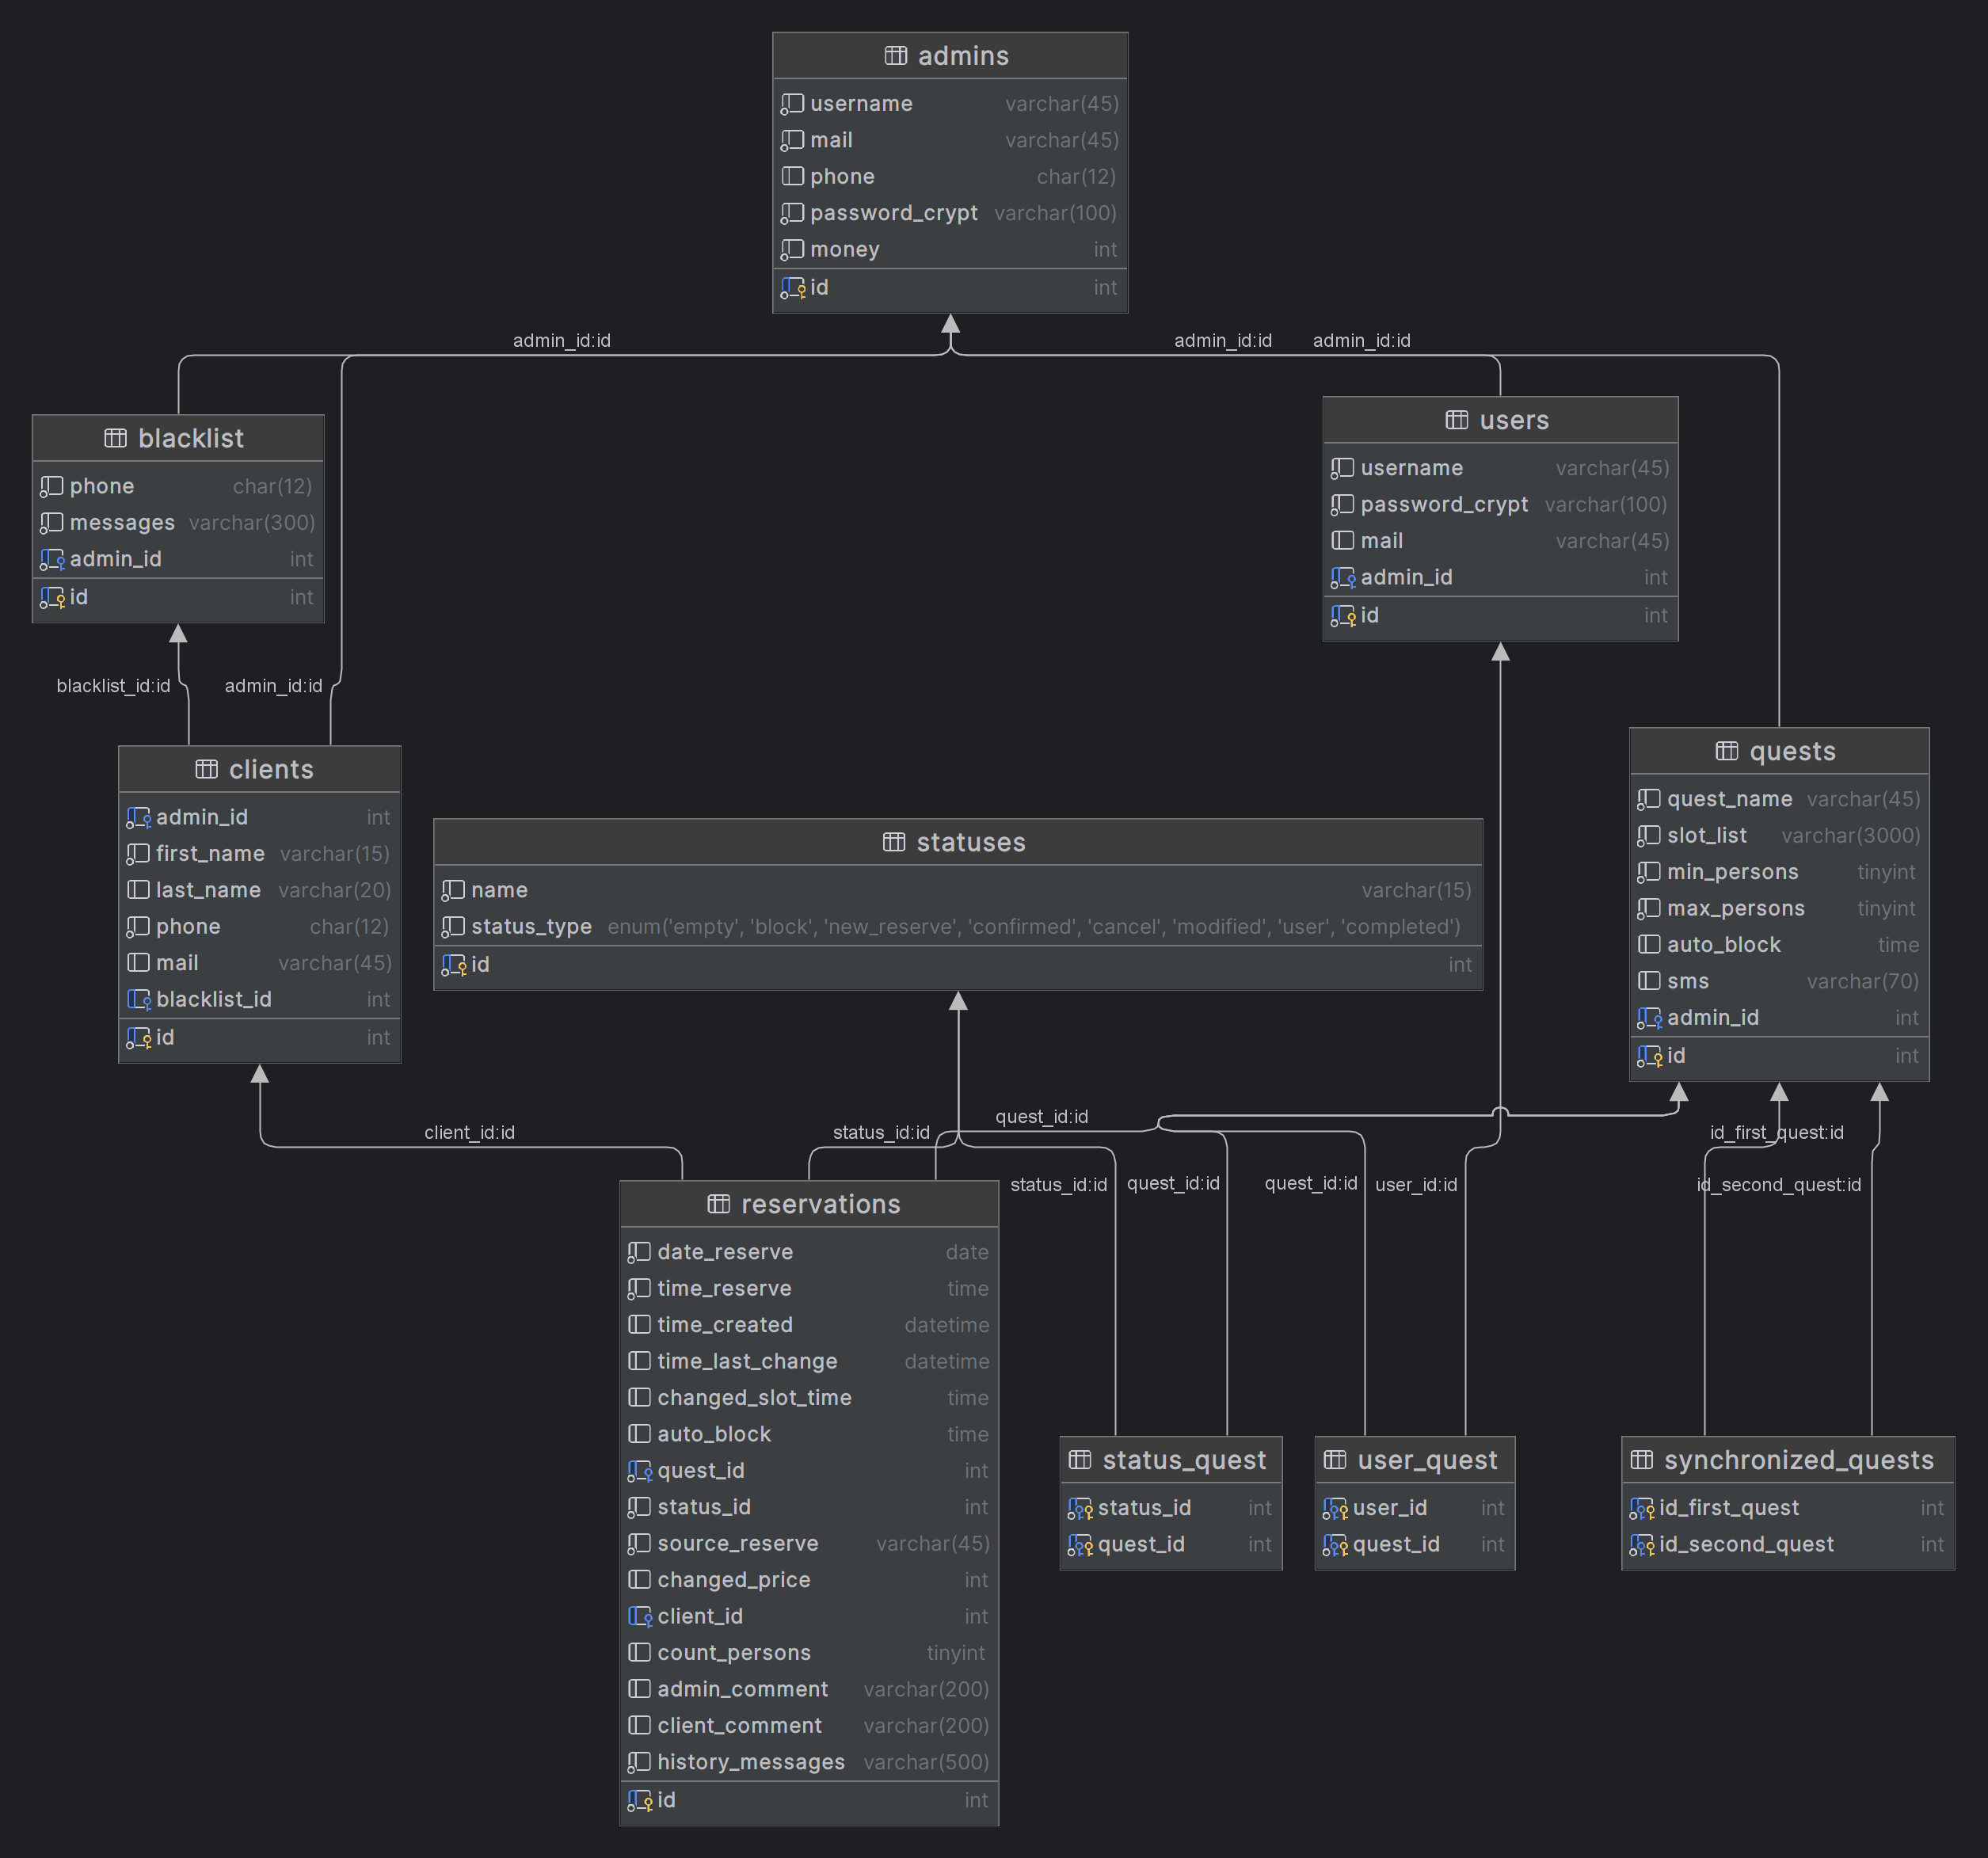 admins
username varchar(45)
mail varchar(45)
phone char(12)
password_crypt varchar(100)
money int
id int
admin_id:id
admin_id:id
admin_id:id
blacklist
phone char(12)
messages varchar(300)
admin_id int
id int
users
username varchar(45)
password_crypt varchar(100)
mail varchar(45)
admin_id int
id int
blacklist_id:id
admin_id:id
clients
admin_id int
first_name varchar(15)
last_name varchar(20)
phone char(12)
mail varchar(45)
blacklist_id int
id int
statuses
name varchar(15)
status_type enum('empty', 'block', 'new_reserve', 'confirmed', 'cancel', 'modified', 'user', 'completed')
id int
quests
quest_name varchar(45)
slot_list varchar(3000)
min_persons tinyint
max_persons tinyint
auto_block time
sms varchar(70)
admin_id int
id int
client_id:id
status_id:id
quest_id:id
status_id:id
quest_id:id
quest_id:id
user_id:id
id_first_quest:id
id_second_quest:id
reservations
date_reserve date
time_reserve time
time_created datetime
time_last_change datetime
changed_slot_time time
auto_block time
quest_id int
status_id int
source_reserve varchar(45)
changed_price int
client_id int
count_persons tinyint
admin_comment varchar(200)
client_comment varchar(200)
history_messages varchar(500)
id int
status_quest
status_id int
quest_id int
user_quest
user_id int
quest_id int
synchronized_quests
id_first_quest int
id_second_quest int